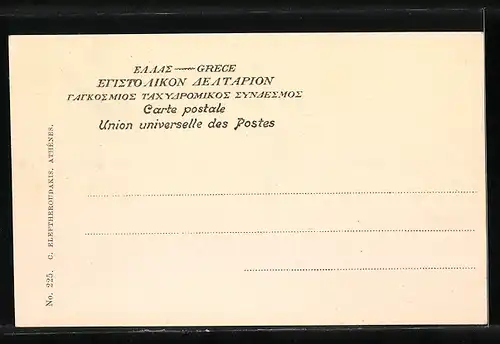 ΕΛΛΑΣ — GRECE
ΕΠΙΣΤΟΛΙΚΟΝ ΔΕΛΤΑΡΙΟΝ
ΠΑΓΚΟΣΜΙΟΣ ΤΑΧΥΔΡΟΜΙΚΟΣ ΣΥΝΔΕΣΜΟΣ
Carte postale
Union universelle des Postes
No. 225. C. ELEFTHEROUDAKIS, ATHÈNES.